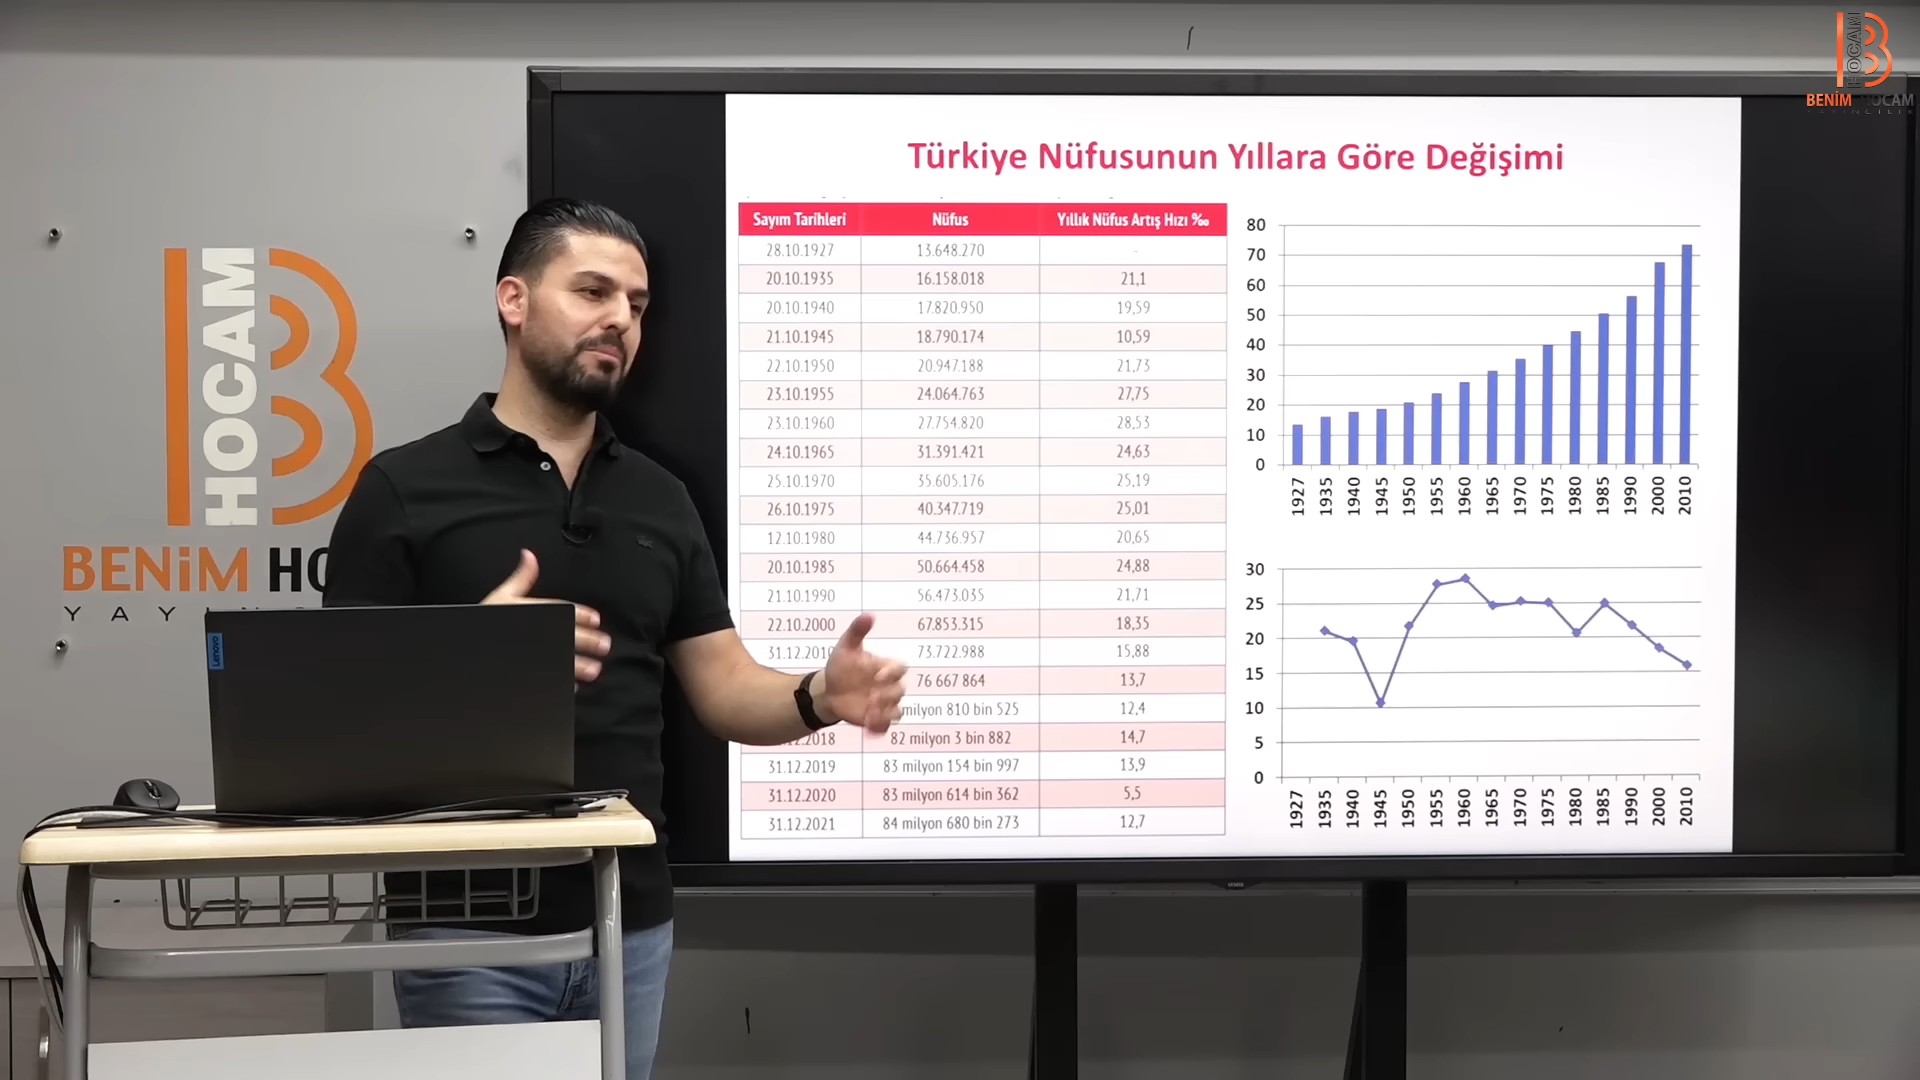 BENİM HOCAM
HOCAM
BENİM
Lenovo
Türkiye Nüfusunun Yıllara Göre Değişimi
Sayım Tarihleri Nüfus Yıllık Nüfus Artış Hızı ‰
28.10.1927 13.648.270 -
20.10.1935 16.158.018 21,1
20.10.1940 17.820.950 19,59
21.10.1945 18.790.174 10,59
22.10.1950 20.947.188 21,73
23.10.1955 24.064.763 27,75
23.10.1960 27.754.820 28,53
24.10.1965 31.391.421 24,63
25.10.1970 35.605.176 25,19
26.10.1975 40.347.719 25,01
12.10.1980 44.736.957 20,65
20.10.1985 50.664.458 24,88
21.10.1990 56.473.035 21,71
22.10.2000 67.853.315 18,35
31.12.2010 73.722.988 15,88
76 667 864 13,7
milyon 810 bin 525 12,4
.2018 82 milyon 3 bin 882 14,7
31.12.2019 83 milyon 154 bin 997 13,9
31.12.2020 83 milyon 614 bin 362 5,5
31.12.2021 84 milyon 680 bin 273 12,7
80
70
60
50
40
30
20
10
0
1927 1935 1940 1945 1950 1955 1960 1965 1970 1975 1980 1985 1990 2000 2010
30
25
20
15
10
5
0
1927 1935 1940 1945 1950 1955 1960 1965 1970 1975 1980 1985 1990 2000 2010